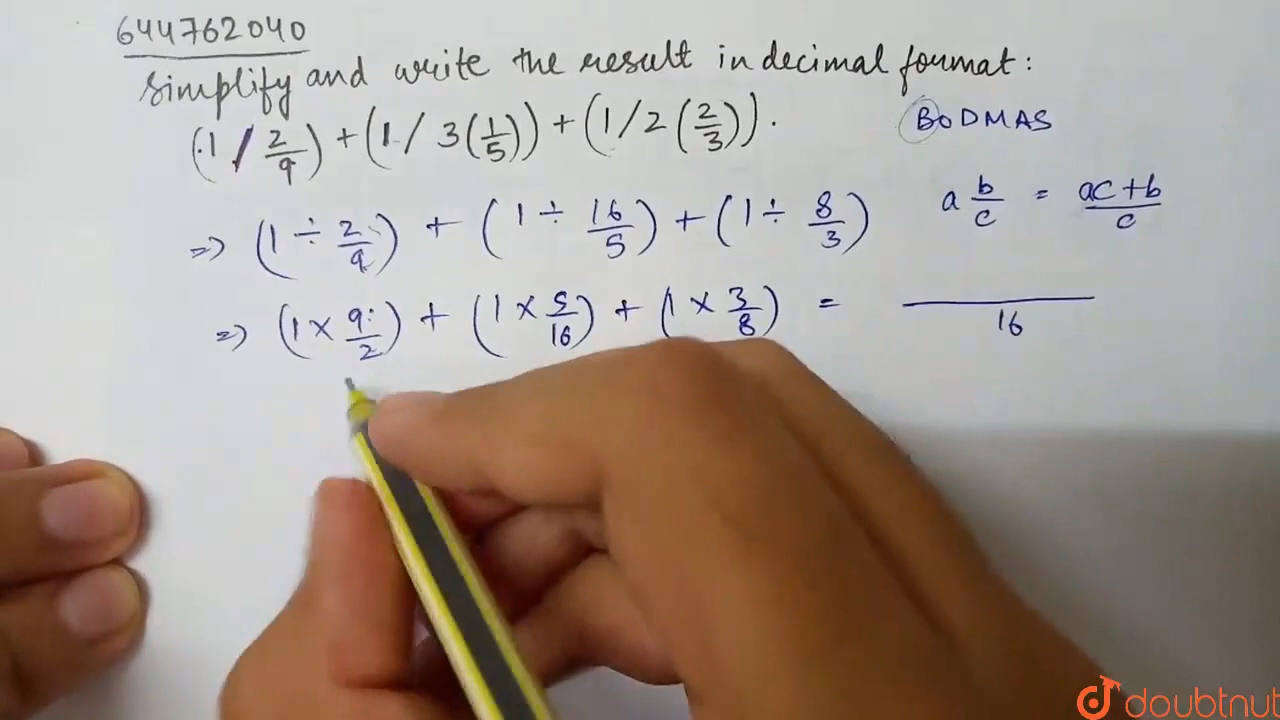 644762040
Simplify and write the result in decimal format:
(1 / 2/9) + (1 / 3(1/5)) + (1/2(2/3)).
BODMAS
a b/c = ac+b/c
=> (1 ÷ 2/9) + (1 ÷ 16/5) + (1 ÷ 8/3)
=> (1 × 9/2) + (1 × 5/16) + (1 × 3/8) = /16
doubtnut